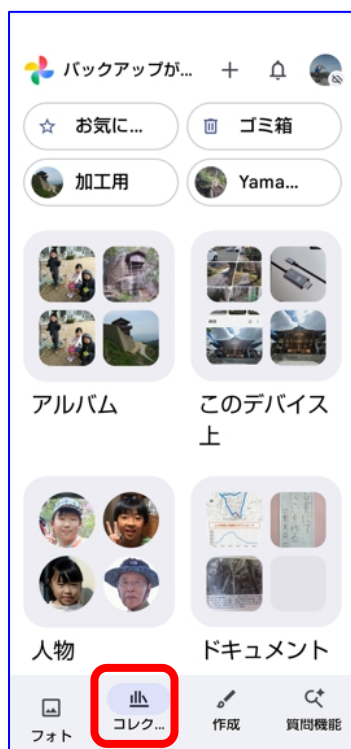 バックアップが...
お気に...
ゴミ箱
加工用
Yama...
アルバム
このデバイス
上
人物
ドキュメント
フォト
コレク...
作成
質問機能